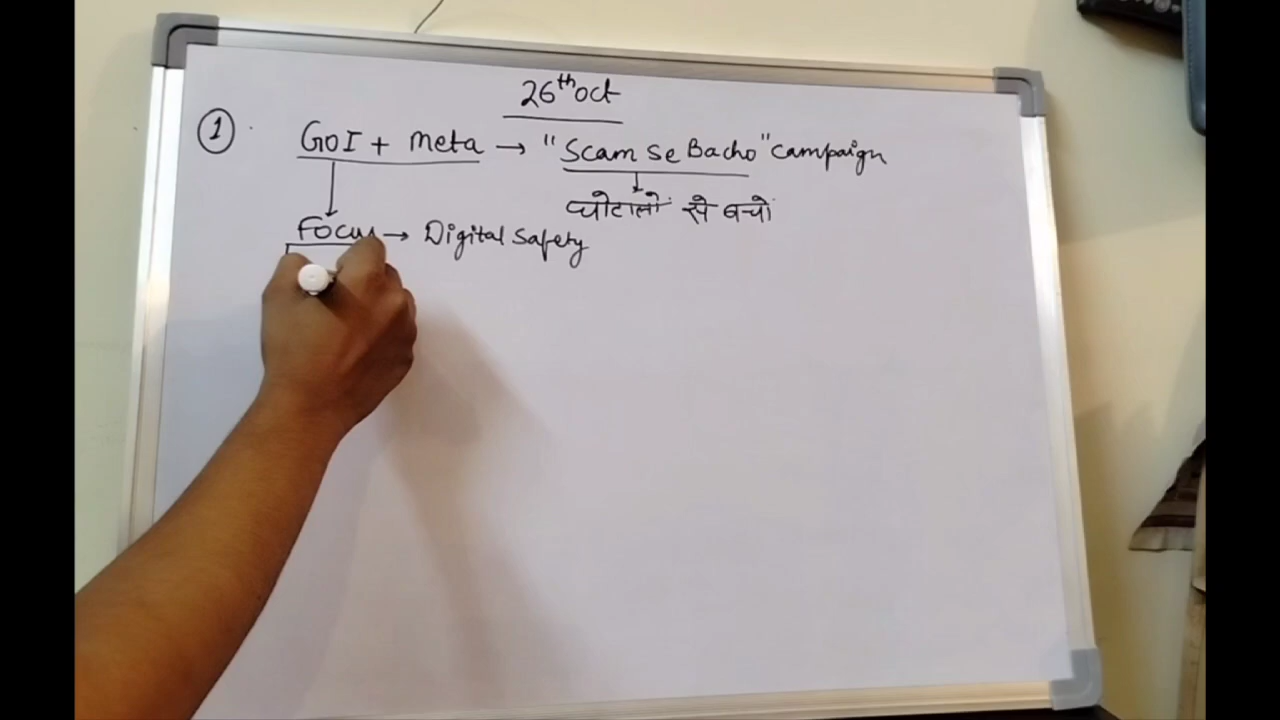 26th oct
① GOI + Meta → "Scam Se Bacho" campaign
घोटालो से बचो
Focus → Digital Safety